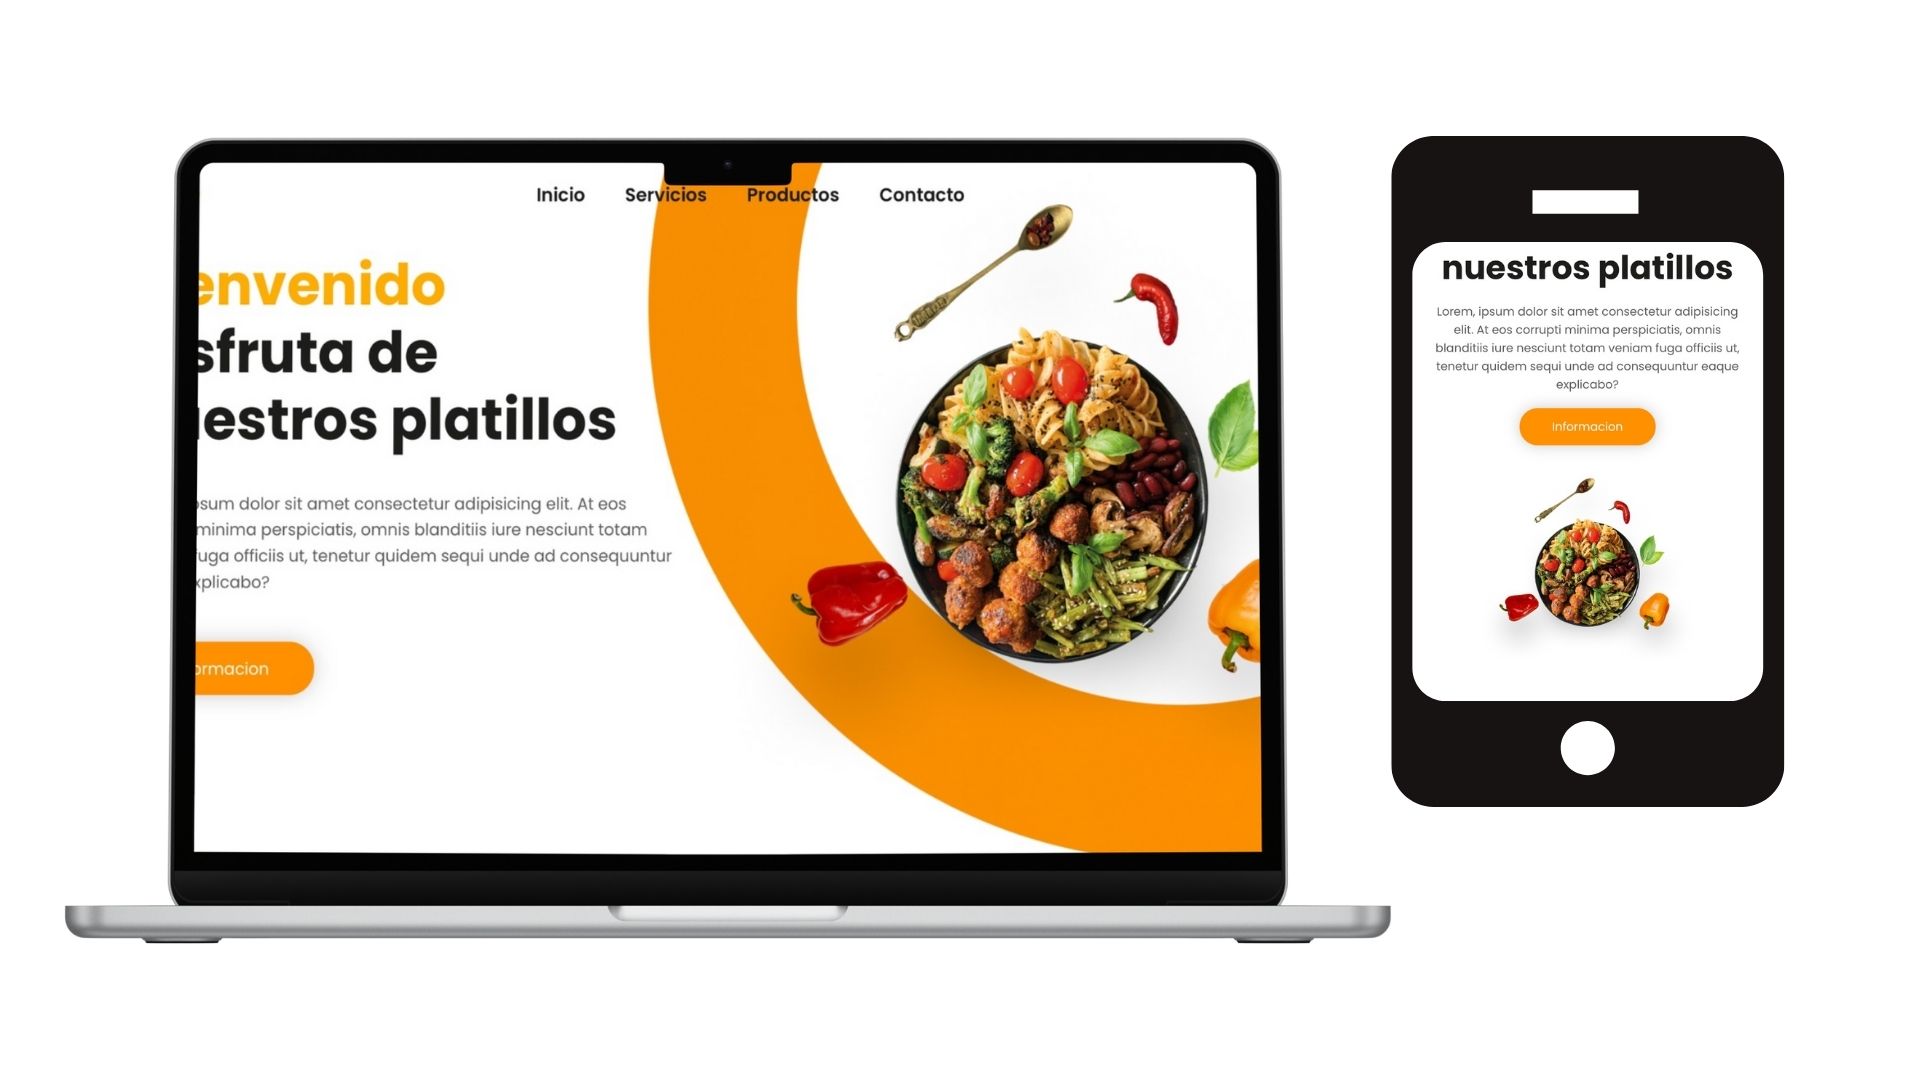 Inicio Servicios Productos Contacto
envenido
sfruta de
estros platillos
psum dolor sit amet consectetur adipisicing elit. At eos
minima perspiciatis, omnis blanditiis iure nesciunt totam
fuga officiis ut, tenetur quidem sequi unde ad consequuntur
xplicabo?
ormacion
nuestros platillos
Lorem, ipsum dolor sit amet consectetur adipisicing
elit. At eos corrupti minima perspiciatis, omnis
blanditiis iure nesciunt totam veniam fuga officiis ut,
tenetur quidem sequi unde ad consequuntur eaque
explicabo?
Informacion